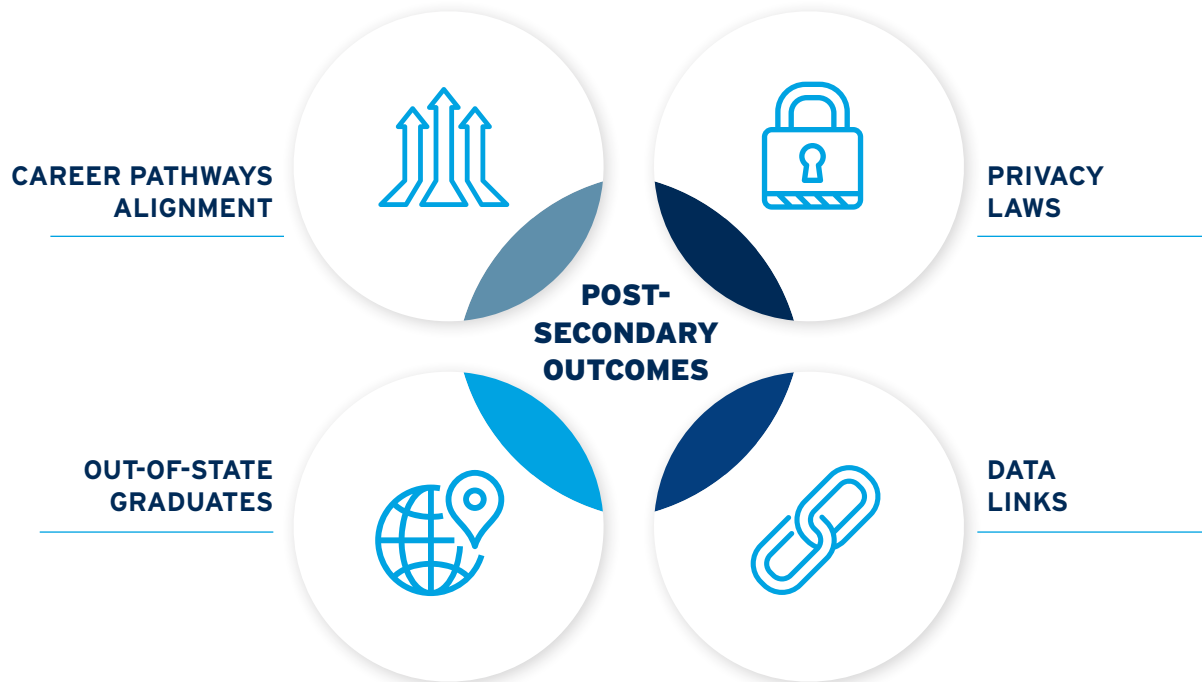 CAREER PATHWAYS
ALIGNMENT
PRIVACY
LAWS
POST-
SECONDARY
OUTCOMES
OUT-OF-STATE
GRADUATES
DATA
LINKS